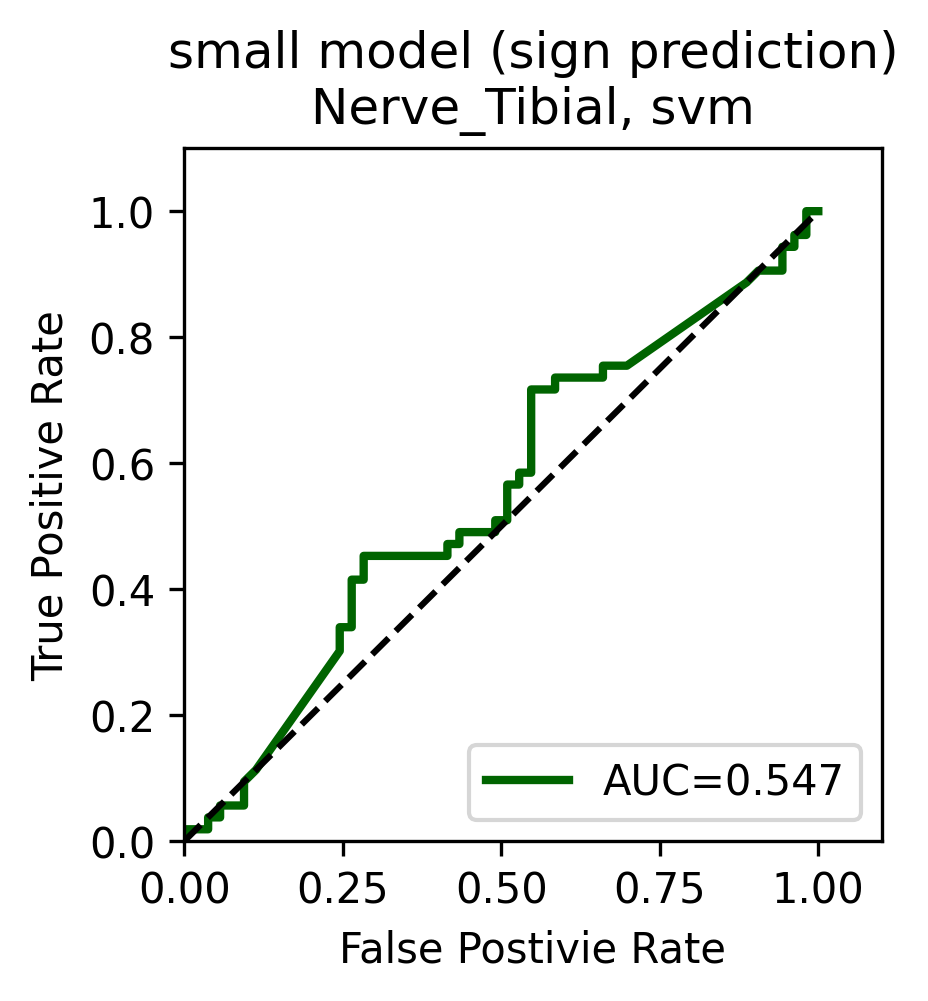 small model (sign prediction)
Nerve_Tibial, svm
True Positive Rate
1.0
0.8
0.6
0.4
0.2
0.0
AUC=0.547
0.00 0.25 0.50 0.75 1.00
False Postivie Rate